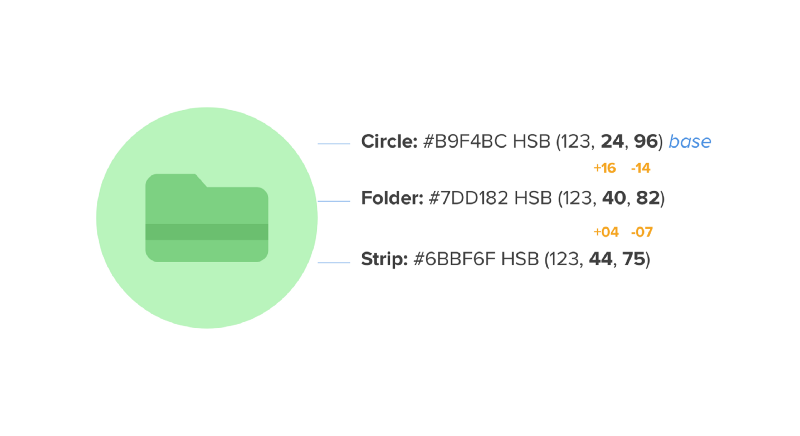 Circle: #B9F4BC HSB (123, 24, 96) base
+16 -14
Folder: #7DD182 HSB (123, 40, 82)
+04 -07
Strip: #6BBF6F HSB (123, 44, 75)